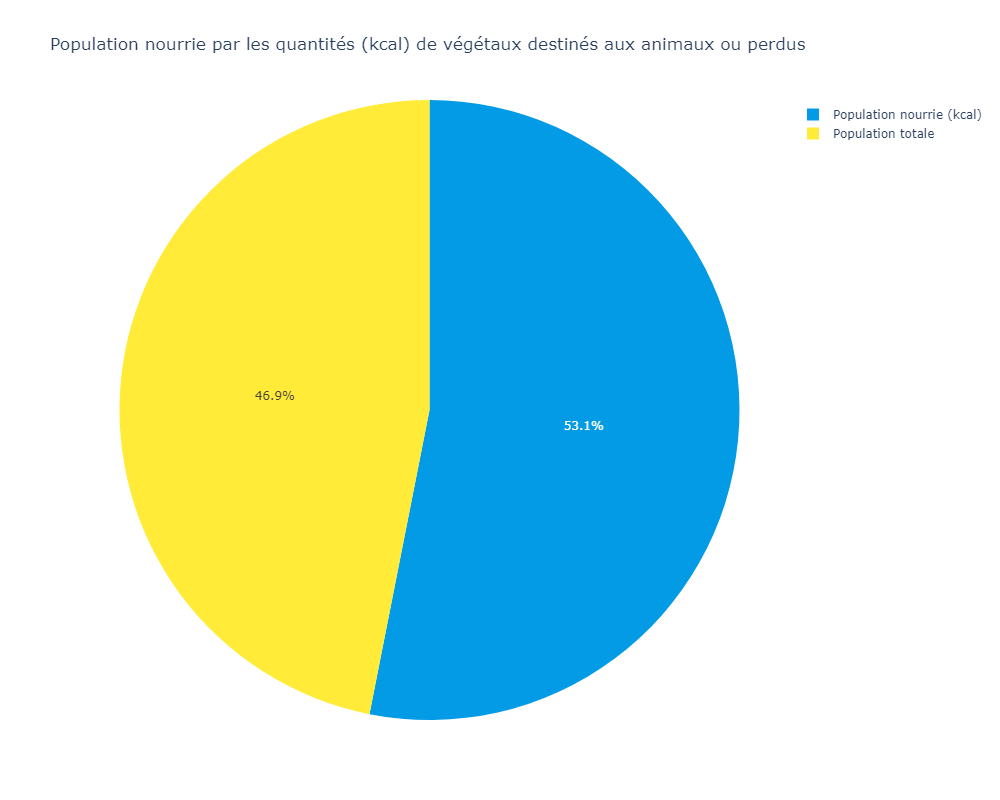 Population nourrie par les quantités (kcal) de végétaux destinés aux animaux ou perdus
Population nourrie (kcal)
Population totale
46.9%
53.1%